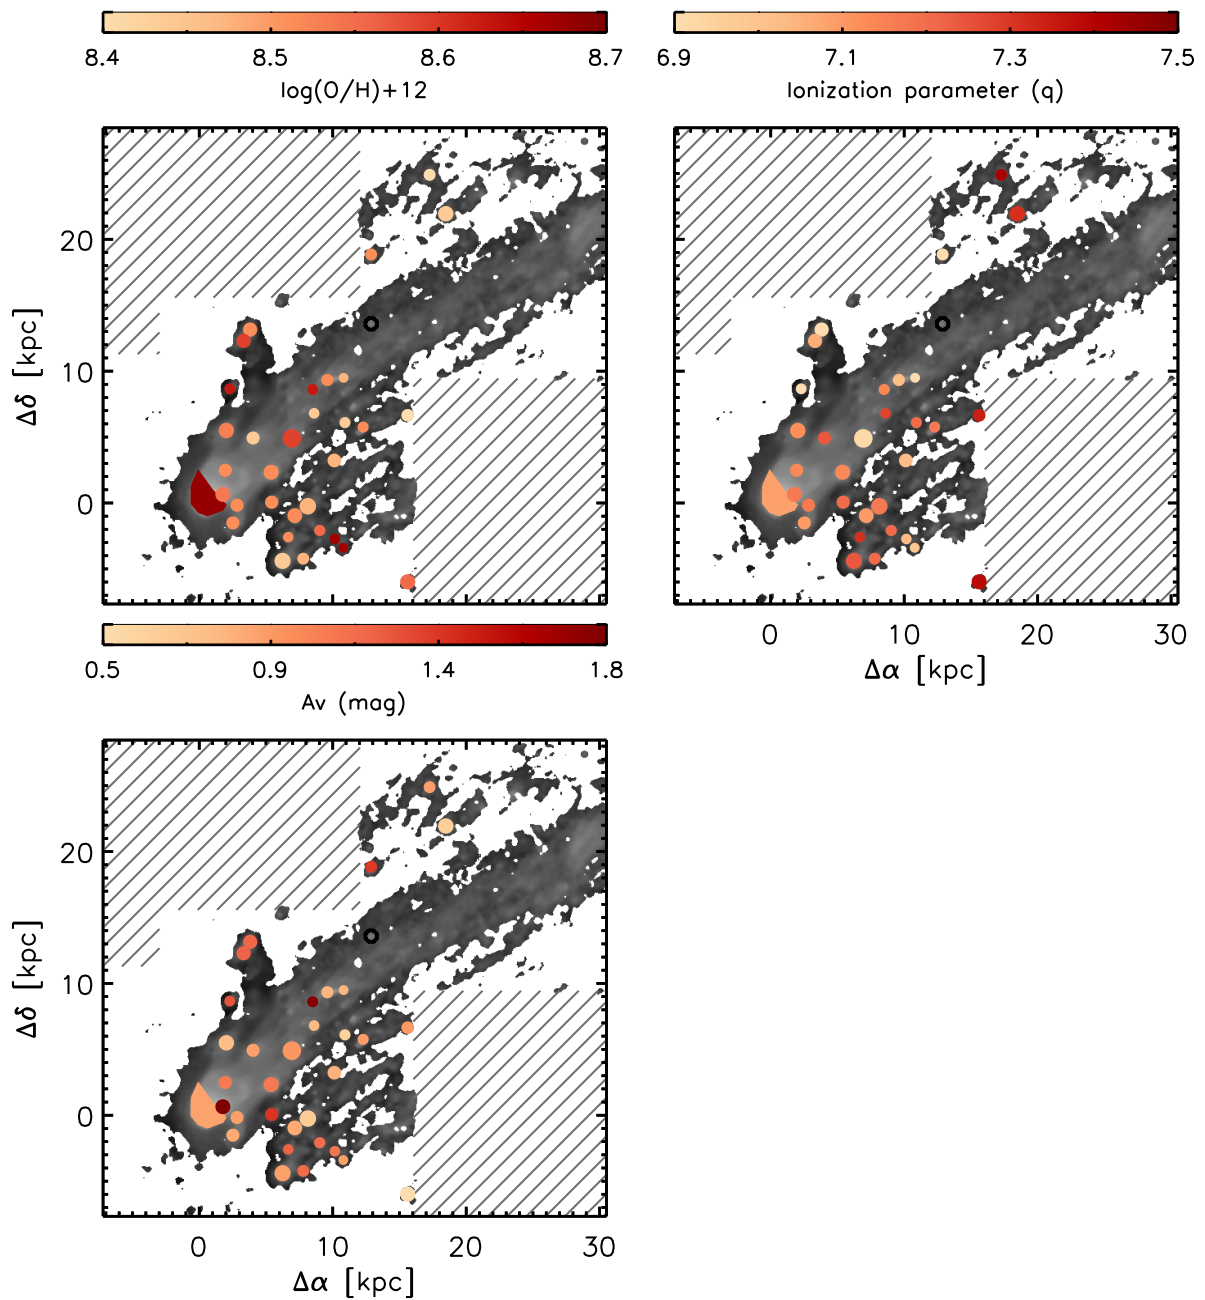 8.4 8.5 8.6 8.7
log(O/H)+12
6.9 7.1 7.3 7.5
Ionization parameter (q)
20
10
0
Δδ [kpc]
0 10 20 30
Δα [kpc]
0.5 0.9 1.4 1.8
Av (mag)
20
10
0
Δδ [kpc]
0 10 20 30
Δα [kpc]